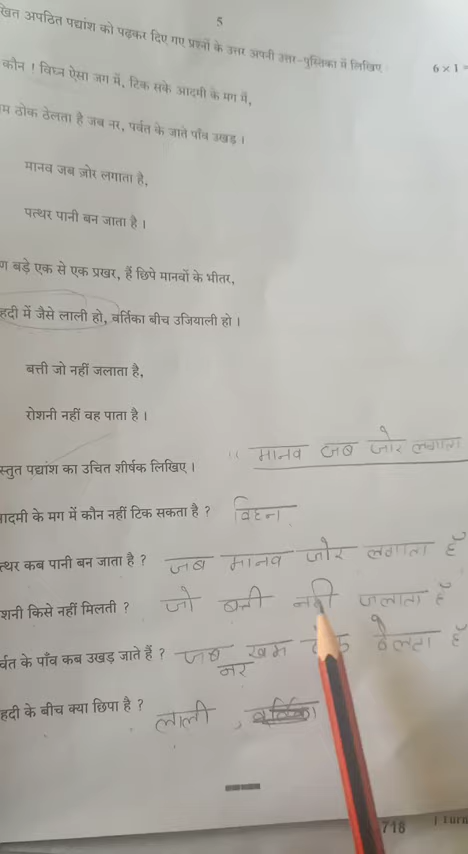 5
खित अपठित पद्यांश को पढ़कर दिए गए प्रश्नों के उत्तर अपनी उत्तर-पुस्तिका में लिखिए 6 × 1 =
कौन ! विघ्न ऐसा जग में, टिक सके आदमी के मग में,
म ठोक ठेलता है जब नर, पर्वत के जाते पाँव उखड़ ।
मानव जब ज़ोर लगाता है,
पत्थर पानी बन जाता है ।
ण बड़े एक से एक प्रखर, हैं छिपे मानवों के भीतर,
हदी में जैसे लाली हो, वर्तिका बीच उजियाली हो ।
बत्ती जो नहीं जलाता है,
रोशनी नहीं वह पाता है ।
स्तुत पद्यांश का उचित शीर्षक लिखिए । " मानव जब जोर लगाता
ादमी के मग में कौन नहीं टिक सकता है ? विघ्न
त्थर कब पानी बन जाता है ? जब मानव जोर लगाता है
शनी किसे नहीं मिलती ? जो बत्ती नही जलाता है
र्वत के पाँव कब उखड़ जाते हैं ? जब खम ठेलता है
नर
हदी के बीच क्या छिपा है ? लाली ,
718